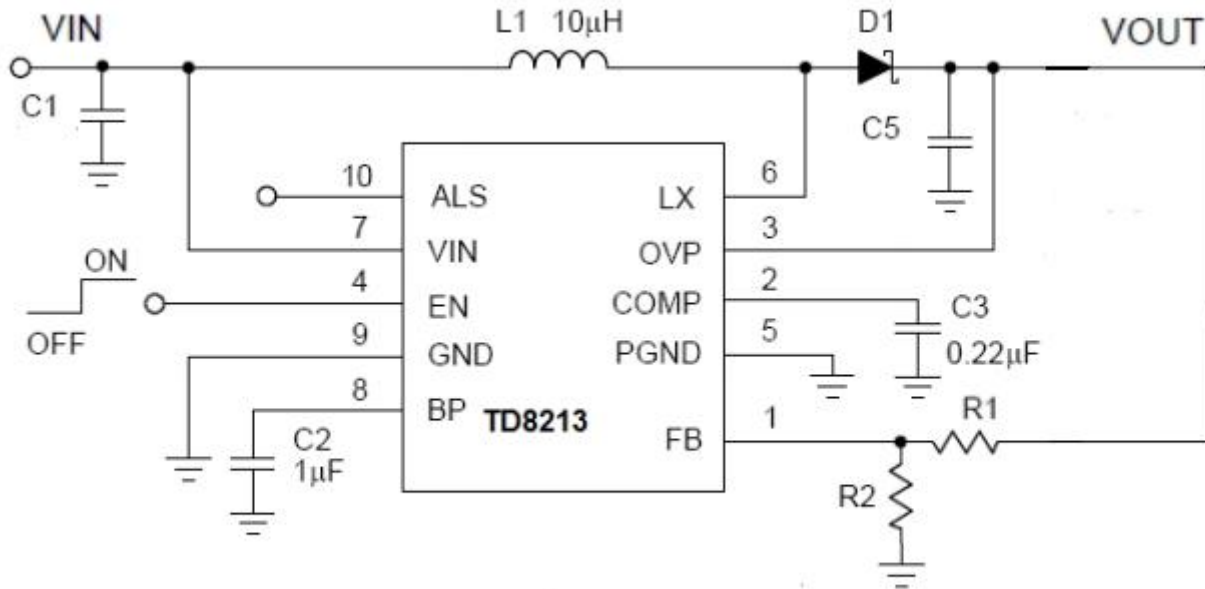 VIN
L1 10μH
D1
VOUT
C1
C5
10
ALS
LX
6
7
VIN
OVP
3
ON
4
EN
COMP
2
C3
OFF
9
GND
PGND
5
0.22μF
8
BP
TD8213
1
R1
C2
FB
1μF
R2